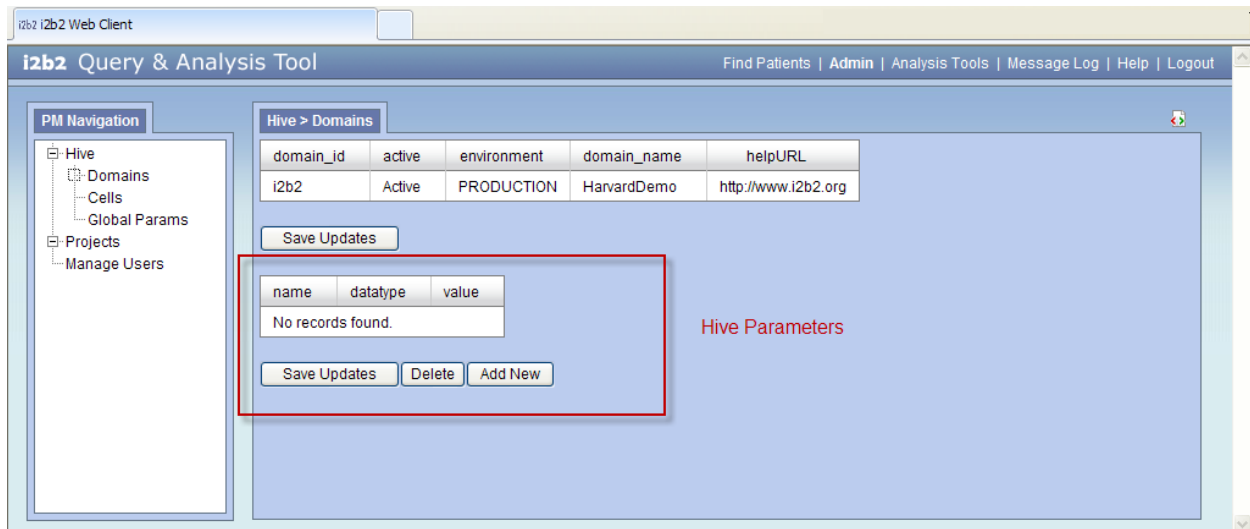 i2b2 i2b2 Web Client
i2b2 Query & Analysis Tool
Find Patients | Admin | Analysis Tools | Message Log | Help | Logout
PM Navigation
Hive
Domains
Cells
Global Params
Projects
Manage Users
Hive > Domains
domain_id active environment domain_name helpURL
i2b2 Active PRODUCTION HarvardDemo http://www.i2b2.org
Save Updates
name datatype value
No records found.
Save Updates Delete Add New
Hive Parameters